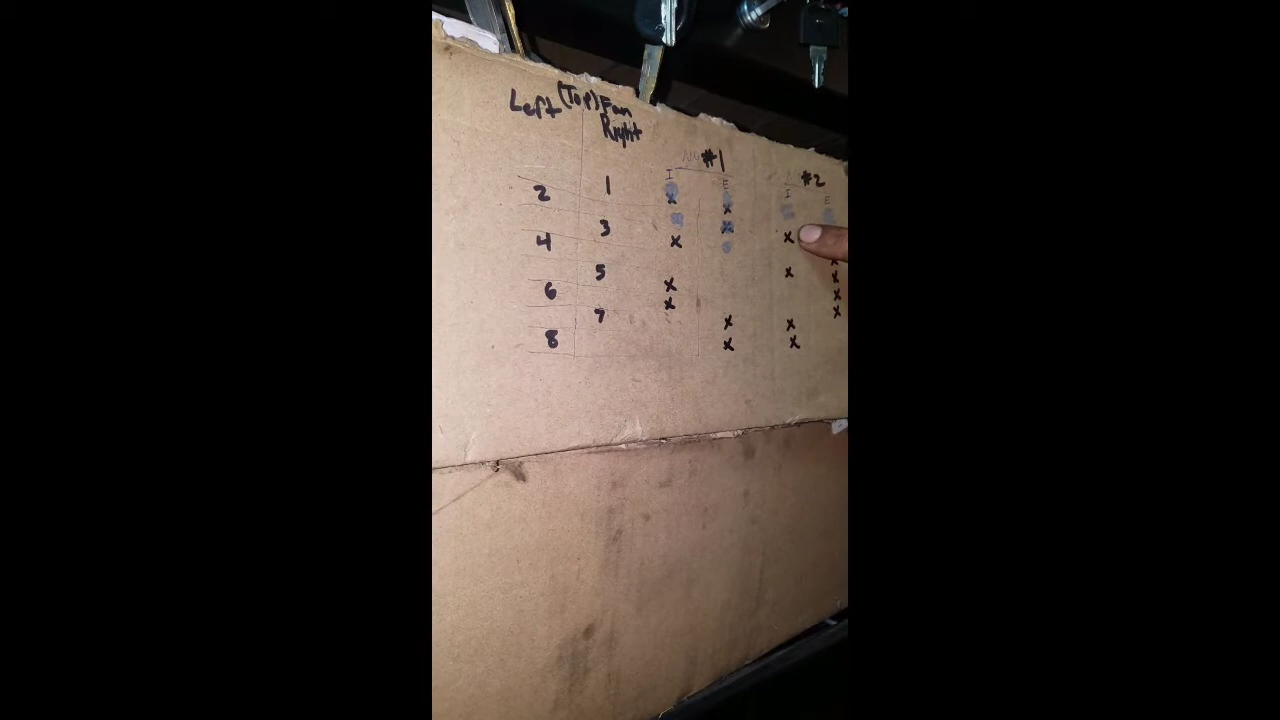 Left (Top) Fan
Right
#1 #2
I E I E
1
2 X
X
3 X
4 X X
5 X X
6 X X
X X
7 X X
8 X X